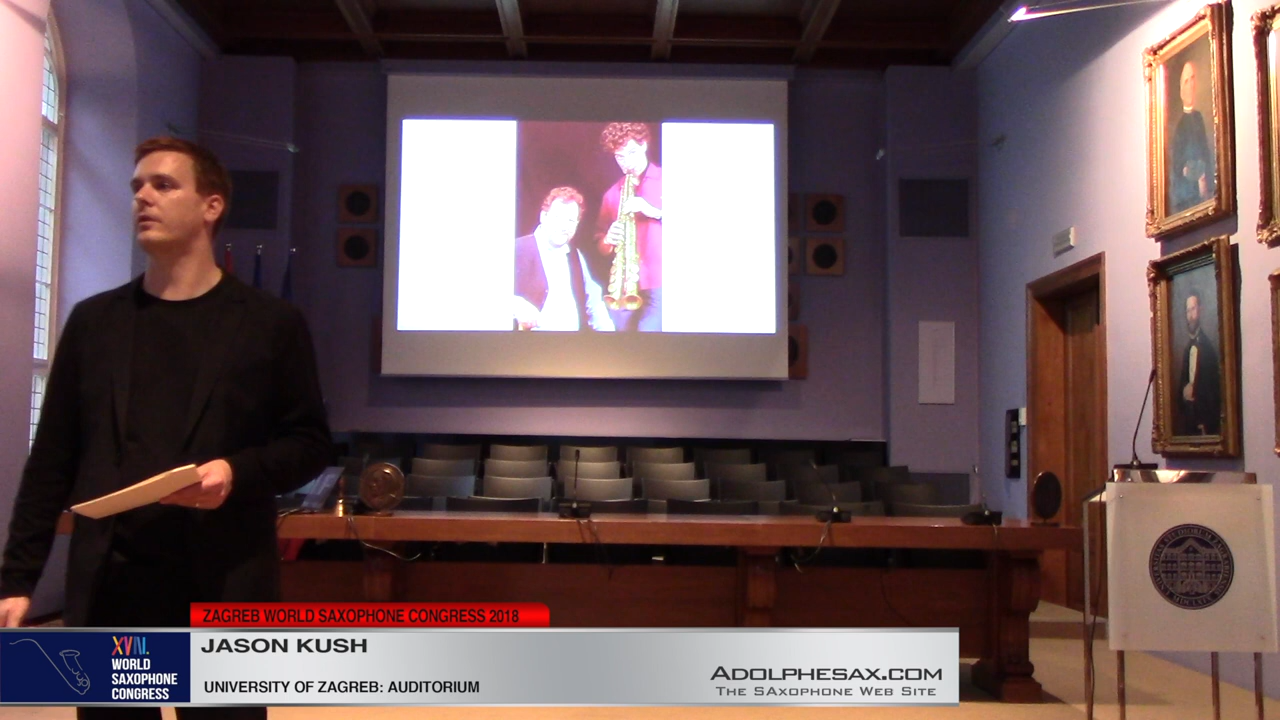 ZAGREB WORLD SAXOPHONE CONGRESS 2018
XVIII.
WORLD
SAXOPHONE
CONGRESS
JASON KUSH
UNIVERSITY OF ZAGREB: AUDITORIUM
ADOLPHESAX.COM
THE SAXOPHONE WEB SITE